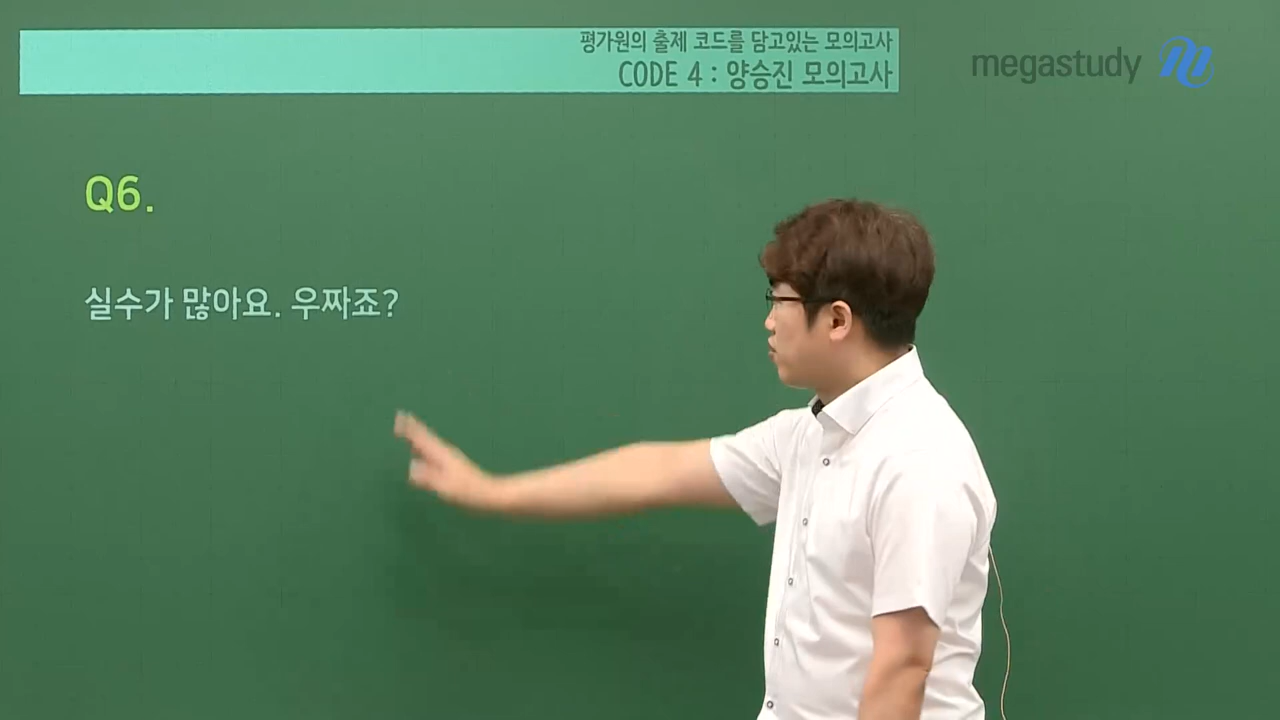 평가원의 출제 코드를 담고있는 모의고사
CODE 4 : 양승진 모의고사
megastudy
Q6.
실수가 많아요. 우짜죠?